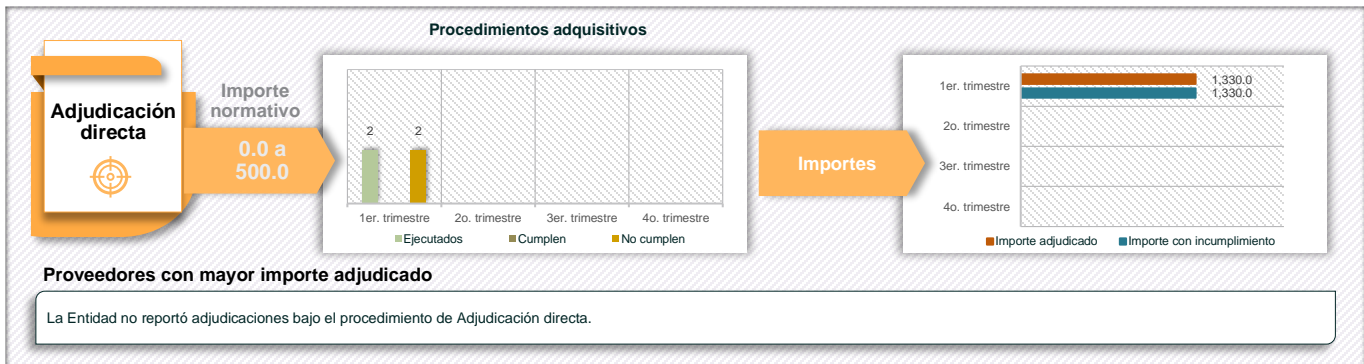 Procedimientos adquisitivos
Adjudicación
directa
Importe
normativo
0.0 a
500.0
2
2
1er. trimestre
2o. trimestre
3er. trimestre
4o. trimestre
Ejecutados
Cumplen
No cumplen
Importes
1er. trimestre
1,330.0
1,330.0
2o. trimestre
3er. trimestre
4o. trimestre
Importe adjudicado
Importe con incumplimiento
Proveedores con mayor importe adjudicado
La Entidad no reportó adjudicaciones bajo el procedimiento de Adjudicación directa.